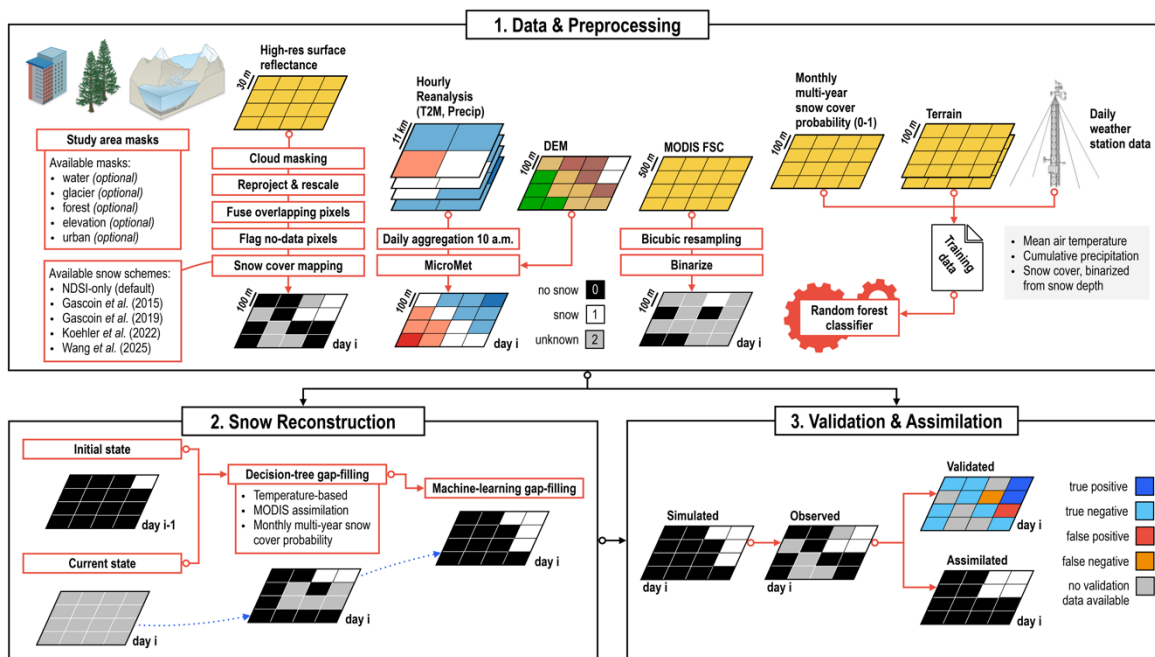 1. Data & Preprocessing
Study area masks
Available masks:
• water (optional)
• glacier (optional)
• forest (optional)
• elevation (optional)
• urban (optional)
Available snow schemes:
• NDSI-only (default)
• Gascoin et al. (2015)
• Gascoin et al. (2019)
• Koehler et al. (2022)
• Wang et al. (2025)
High-res surface
reflectance
30 m
Cloud masking
Reproject & rescale
Fuse overlapping pixels
Flag no-data pixels
Snow cover mapping
100 m
day i
Hourly
Reanalysis
(T2M, Precip)
11 km
Daily aggregation 10 a.m.
MicroMet
100 m
DEM
100 m
no snow 0
snow 1
unknown 2
MODIS FSC
500 m
Bicubic resampling
Binarize
100 m
day i
Monthly
multi-year
snow cover
probability (0-1)
100 m
Terrain
100 m
Daily
weather
station data
Training
data
• Mean air temperature
• Cumulative precipitation
• Snow cover, binarized
from snow depth
Random forest
classifier
2. Snow Reconstruction
Initial state
day i-1
Current state
day i
Decision-tree gap-filling
• Temperature-based
• MODIS assimilation
• Monthly multi-year snow
cover probability
day i
Machine-learning gap-filling
day i
3. Validation & Assimilation
Simulated
day i
Observed
day i
Validated
day i
Assimilated
day i
true positive
true negative
false positive
false negative
no validation
data available